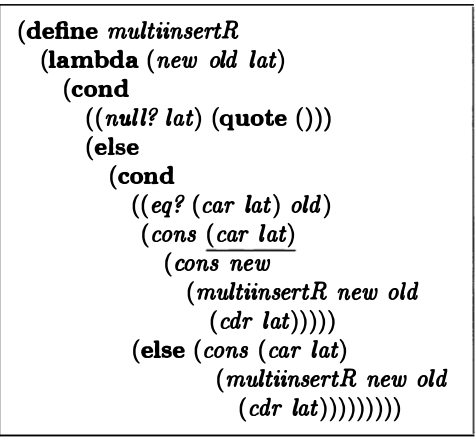 (define multiinsertR
(lambda (new old lat)
(cond
((null? lat) (quote ()))
(else
(cond
((eq? (car lat) old)
(cons (car lat)
(cons new
(multiinsertR new old
(cdr lat)))))
(else (cons (car lat)
(multiinsertR new old
(cdr lat)))))))))